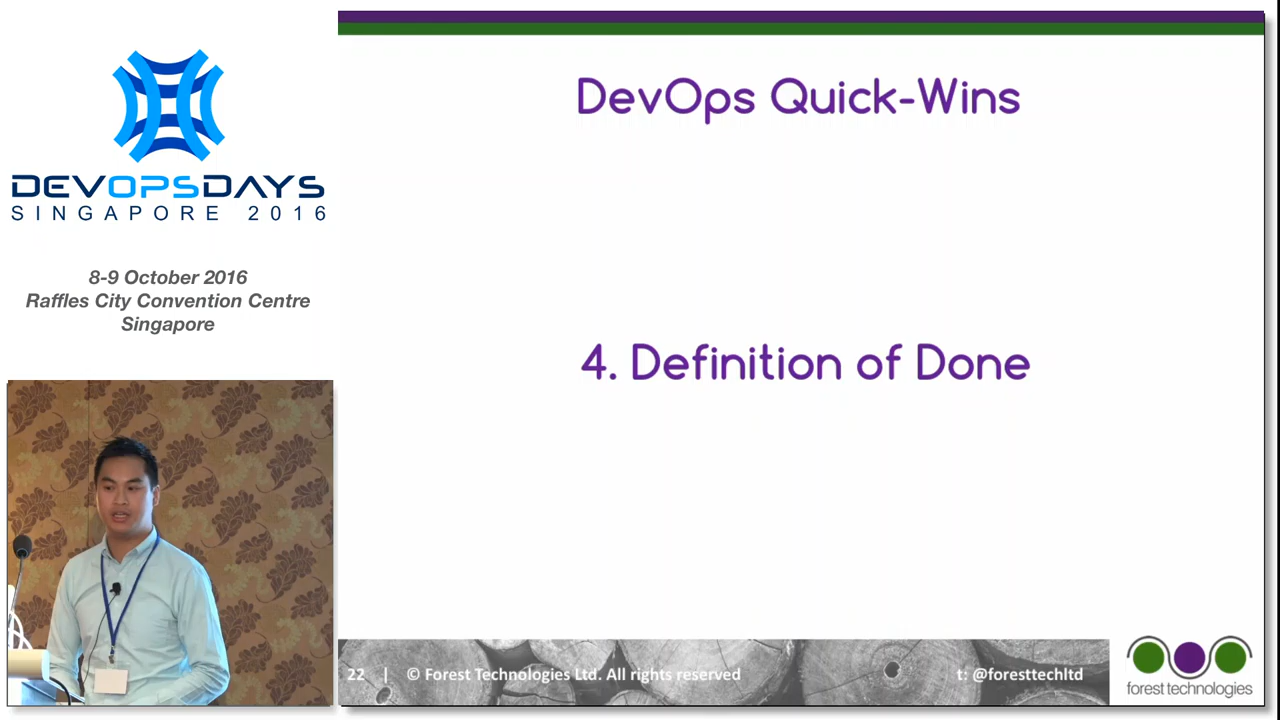 DEVOPSDAYS
SINGAPORE 2016
8-9 October 2016
Raffles City Convention Centre
Singapore
DevOps Quick-Wins
4. Definition of Done
22 | © Forest Technologies Ltd. All rights reserved
t: @foresttechltd
forest technologies